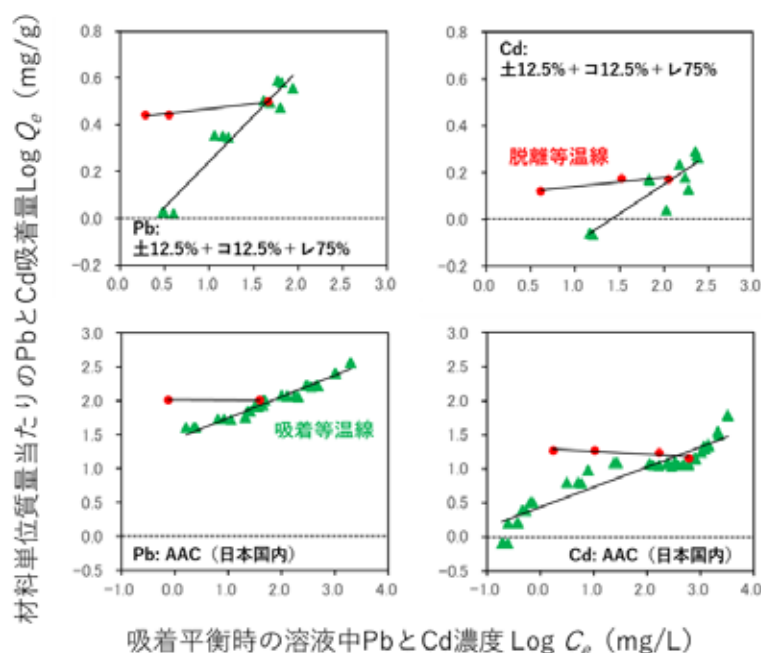 材料単位質量当たりのPbとCd吸着量Log Qe（mg/g）
0.8
0.6
0.4
0.2
0.0
−0.2
0.0 0.5 1.0 1.5 2.0 2.5 3.0
Pb:
土12.5%＋コ12.5%＋レ75%
0.8
0.6
0.4
0.2
0.0
−0.2
0.0 1.0 2.0 3.0 4.0
Cd:
土12.5%＋コ12.5%＋レ75%
脱離等温線
3.0
2.5
2.0
1.5
1.0
0.5
0.0
−0.5
−1.0 0.0 1.0 2.0 3.0 4.0
吸着等温線
Pb: AAC（日本国内）
3.0
2.5
2.0
1.5
1.0
0.5
0.0
−0.5
−1.0 0.0 1.0 2.0 3.0 4.0
Cd: AAC（日本国内）
吸着平衡時の溶液中PbとCd濃度 Log Ce（mg/L）